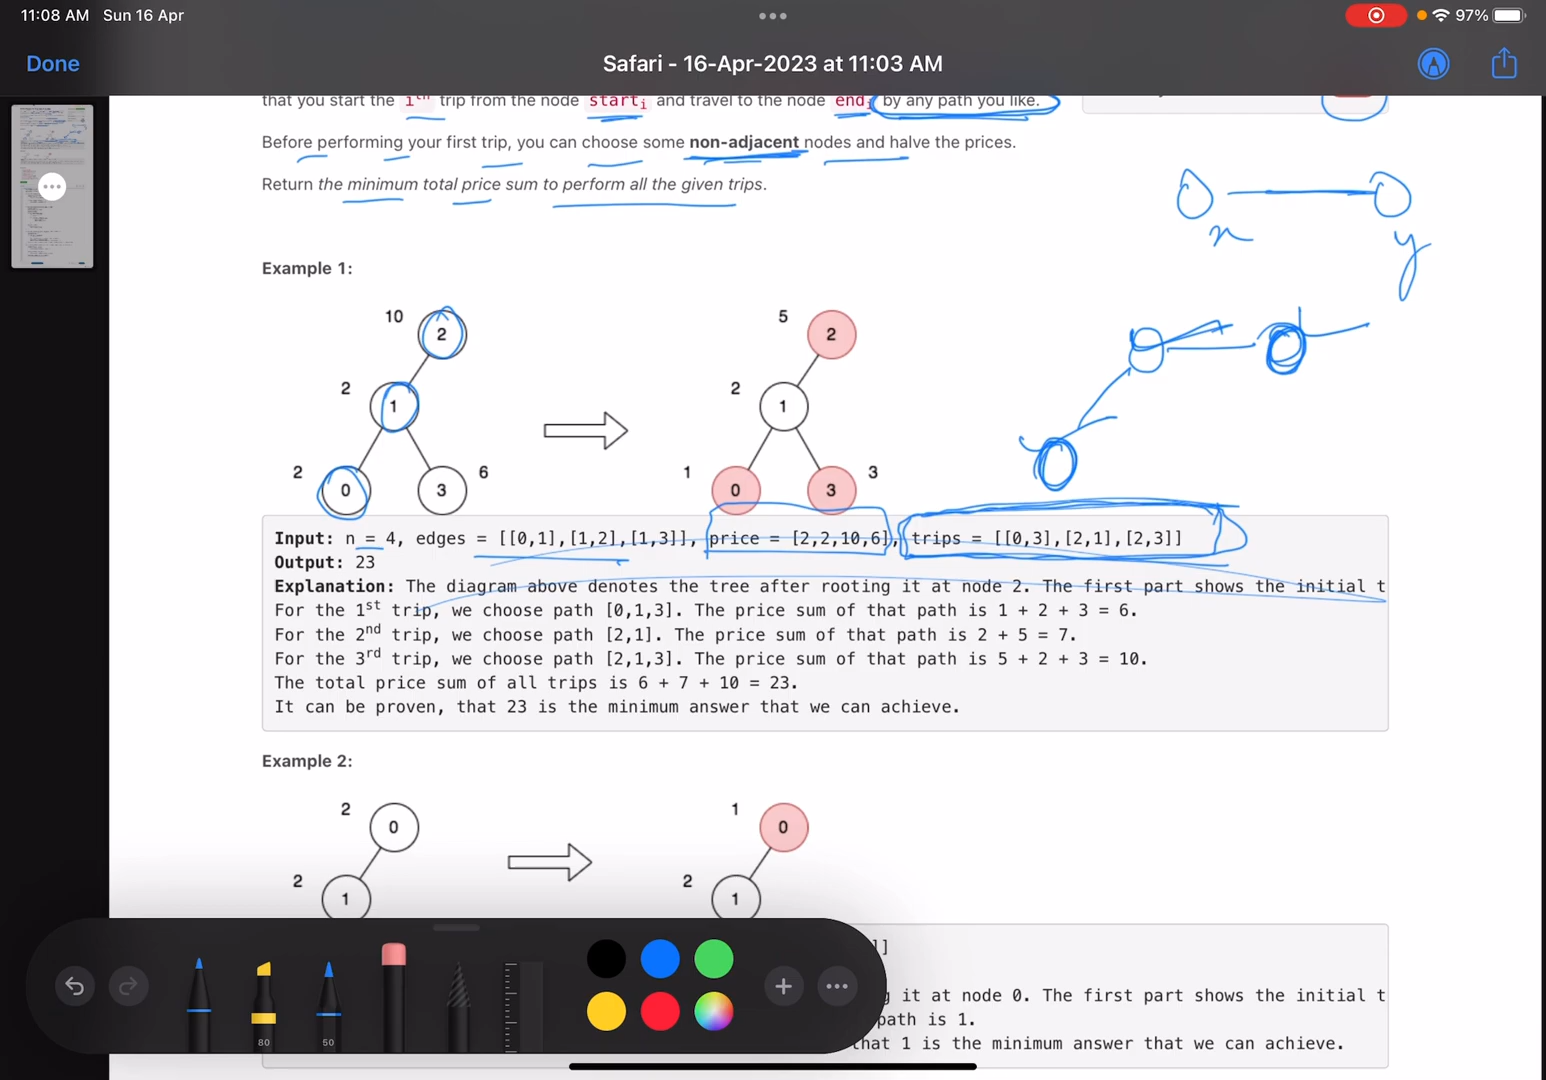 11:08 AM Sun 16 Apr
97%
Done
Safari - 16-Apr-2023 at 11:03 AM
that you start the ith trip from the node starti and travel to the node endi by any path you like.
Before performing your first trip, you can choose some non-adjacent nodes and halve the prices.
Return the minimum total price sum to perform all the given trips.
x
y
Example 1:
10
2
2
1
2
0
3
6
5
2
2
1
1
0
3
3
Input: n = 4, edges = [[0,1],[1,2],[1,3]], price = [2,2,10,6], trips = [[0,3],[2,1],[2,3]]
Output: 23
Explanation: The diagram above denotes the tree after rooting it at node 2. The first part shows the initial t
For the 1st trip, we choose path [0,1,3]. The price sum of that path is 1 + 2 + 3 = 6.
For the 2nd trip, we choose path [2,1]. The price sum of that path is 2 + 5 = 7.
For the 3rd trip, we choose path [2,1,3]. The price sum of that path is 5 + 2 + 3 = 10.
The total price sum of all trips is 6 + 7 + 10 = 23.
It can be proven, that 23 is the minimum answer that we can achieve.
Example 2:
2
0
2
1
1
0
2
1
]]
it at node 0. The first part shows the initial t
path is 1.
that 1 is the minimum answer that we can achieve.
80
50